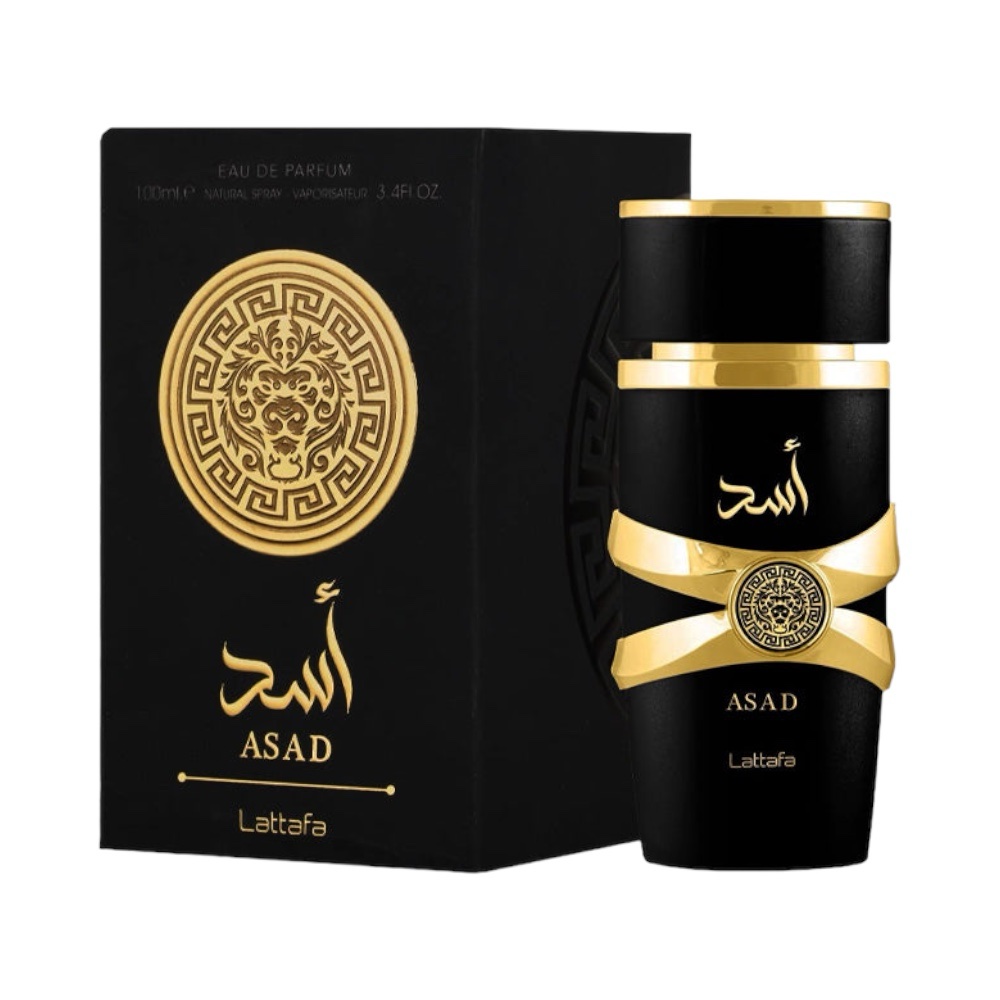 EAU DE PARFUM
100ml.℮ NATURAL SPRAY - VAPORISATEUR 3.4FL.OZ.
أسد
ASAD
Lattafa
أسد
ASAD
Lattafa